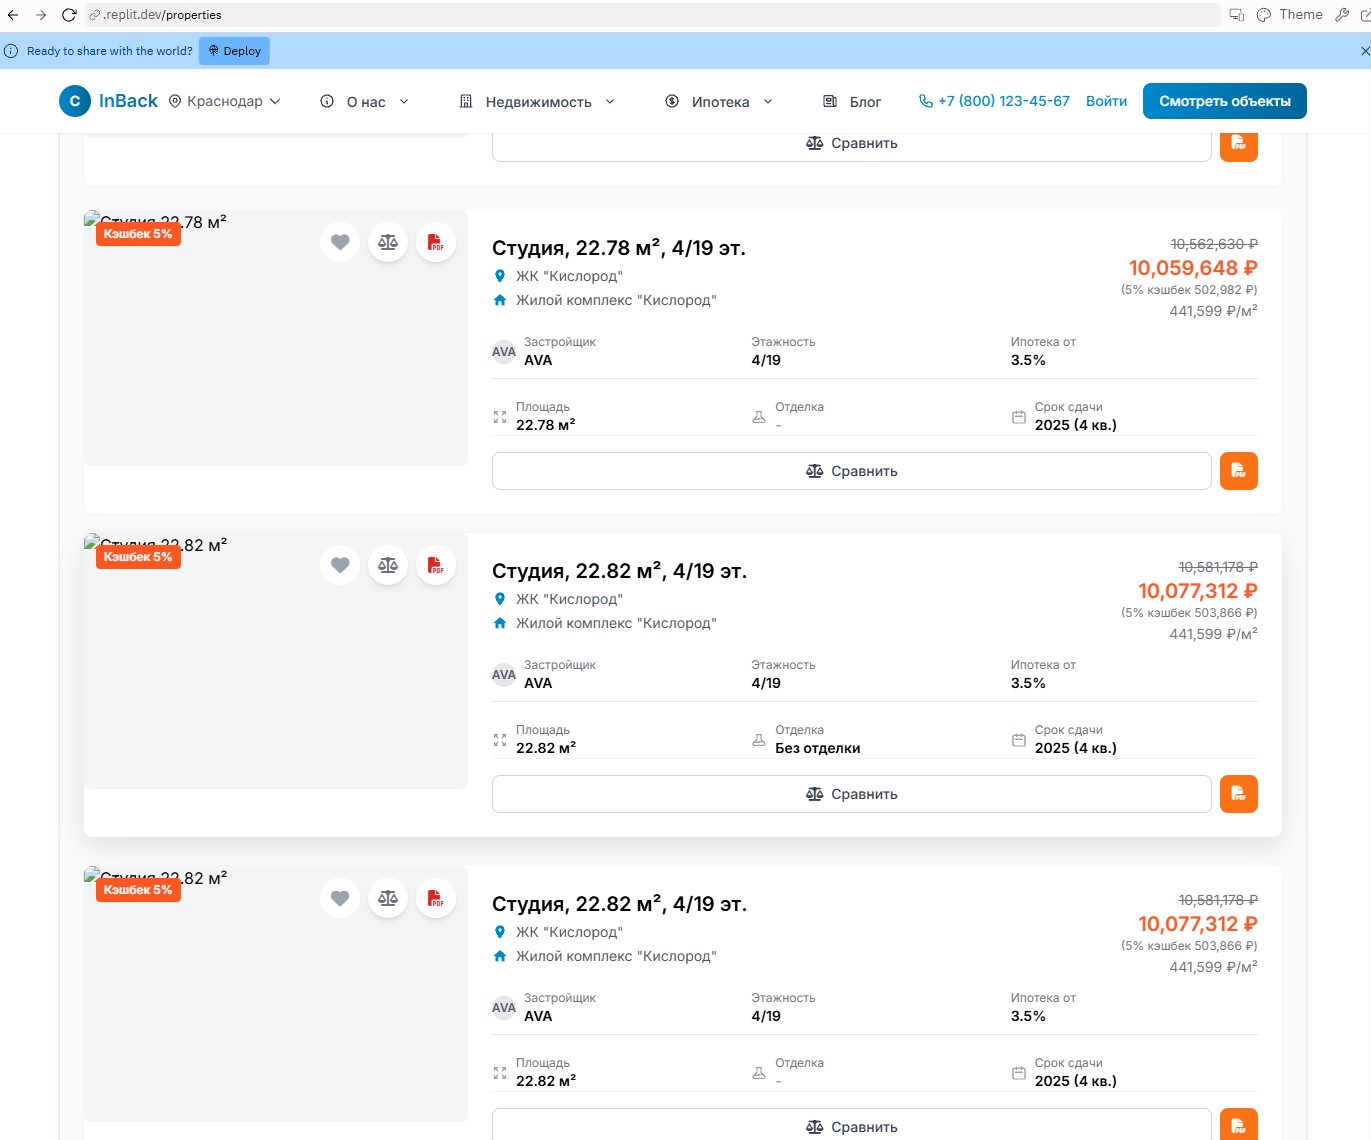 .replit.dev/properties
Theme
Ready to share with the world?
Deploy
C InBack
Краснодар
О нас
Недвижимость
Ипотека
Блог
+7 (800) 123-45-67
Войти
Смотреть объекты
Сравнить
PDF
Студия 22.78 м²
Кэшбек 5%
PDF
Студия, 22.78 м², 4/19 эт.
ЖК "Кислород"
Жилой комплекс "Кислород"
10,562,630 ₽
10,059,648 ₽
(5% кэшбек 502,982 ₽)
441,599 ₽/м²
AVA
Застройщик
AVA
Этажность
4/19
Ипотека от
3.5%
Площадь
22.78 м²
Отделка
–
Срок сдачи
2025 (4 кв.)
Сравнить
PDF
Студия 22.82 м²
Кэшбек 5%
PDF
Студия, 22.82 м², 4/19 эт.
ЖК "Кислород"
Жилой комплекс "Кислород"
10,581,178 ₽
10,077,312 ₽
(5% кэшбек 503,866 ₽)
441,599 ₽/м²
AVA
Застройщик
AVA
Этажность
4/19
Ипотека от
3.5%
Площадь
22.82 м²
Отделка
Без отделки
Срок сдачи
2025 (4 кв.)
Сравнить
PDF
Студия 22.82 м²
Кэшбек 5%
PDF
Студия, 22.82 м², 4/19 эт.
ЖК "Кислород"
Жилой комплекс "Кислород"
10,581,178 ₽
10,077,312 ₽
(5% кэшбек 503,866 ₽)
441,599 ₽/м²
AVA
Застройщик
AVA
Этажность
4/19
Ипотека от
3.5%
Площадь
22.82 м²
Отделка
–
Срок сдачи
2025 (4 кв.)
Сравнить
PDF